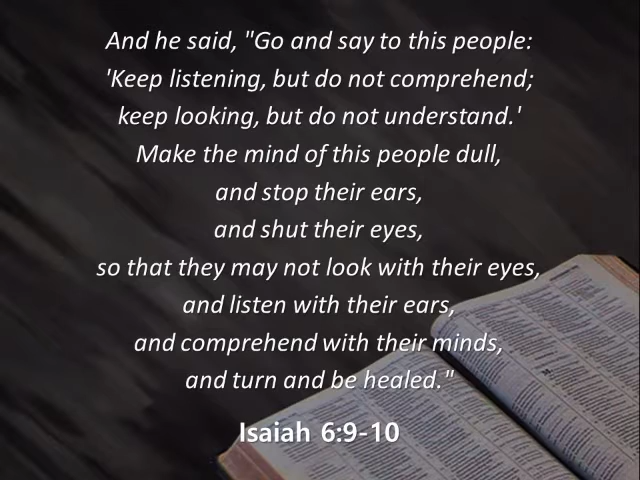 And he said, "Go and say to this people:
'Keep listening, but do not comprehend;
keep looking, but do not understand.'
Make the mind of this people dull,
and stop their ears,
and shut their eyes,
so that they may not look with their eyes,
and listen with their ears,
and comprehend with their minds,
and turn and be healed."
Isaiah 6:9-10